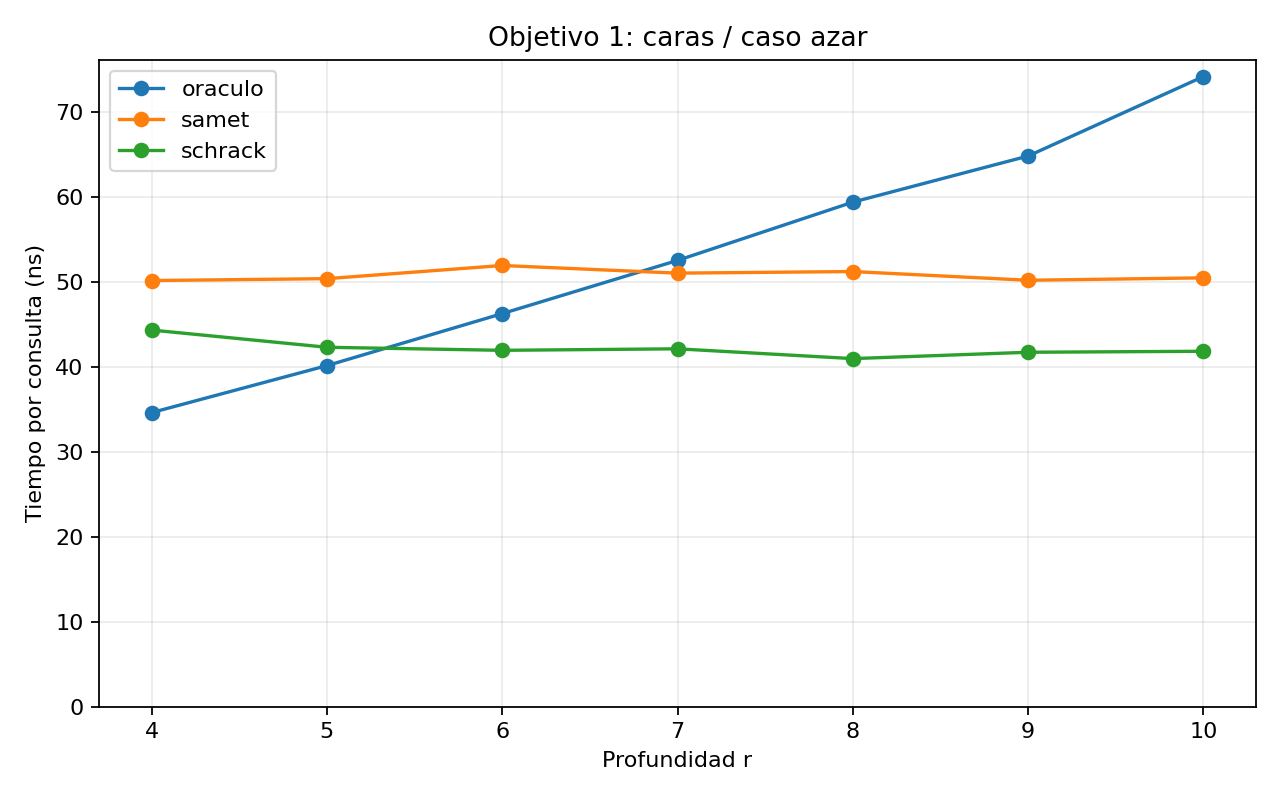 Objetivo 1: caras / caso azar
oraculo
samet
schrack
Tiempo por consulta (ns)
70
60
50
40
30
20
10
0
4 5 6 7 8 9 10
Profundidad r